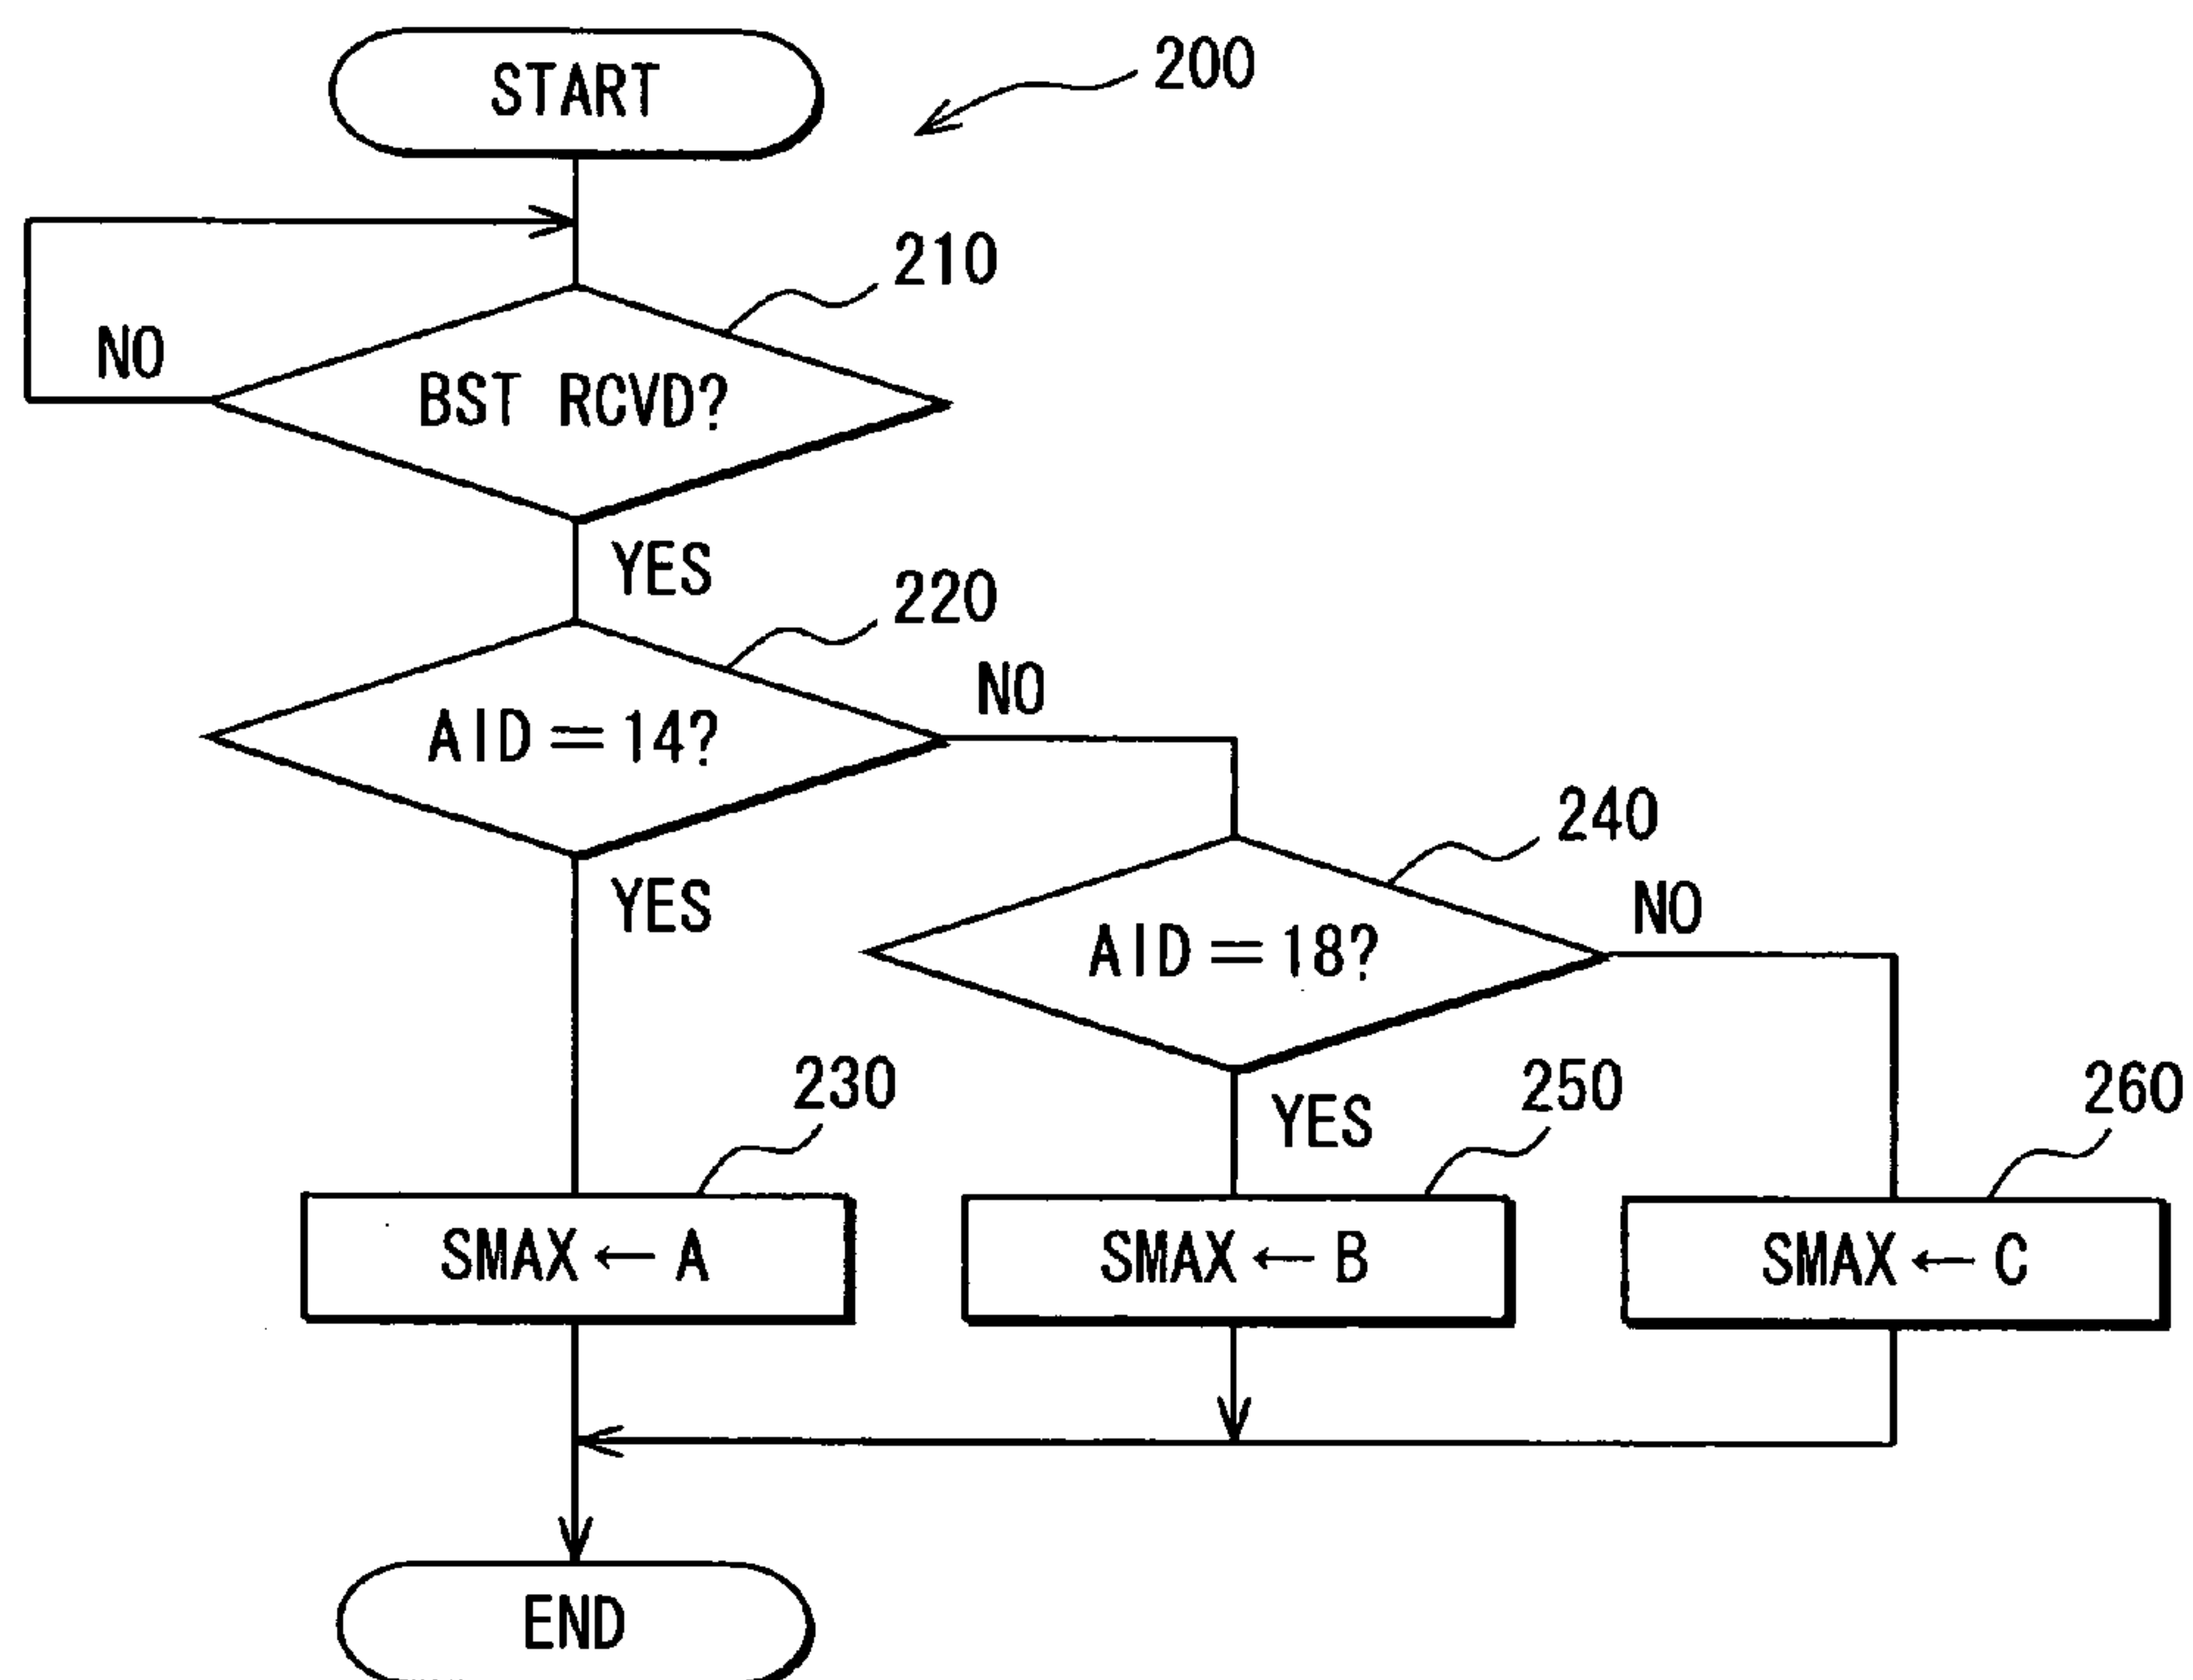 START
200
210
NO
BST RCVD?
YES
220
NO
AID=14?
YES
240
NO
AID=18?
YES
230
250
260
SMAX ← A
SMAX ← B
SMAX ← C
END